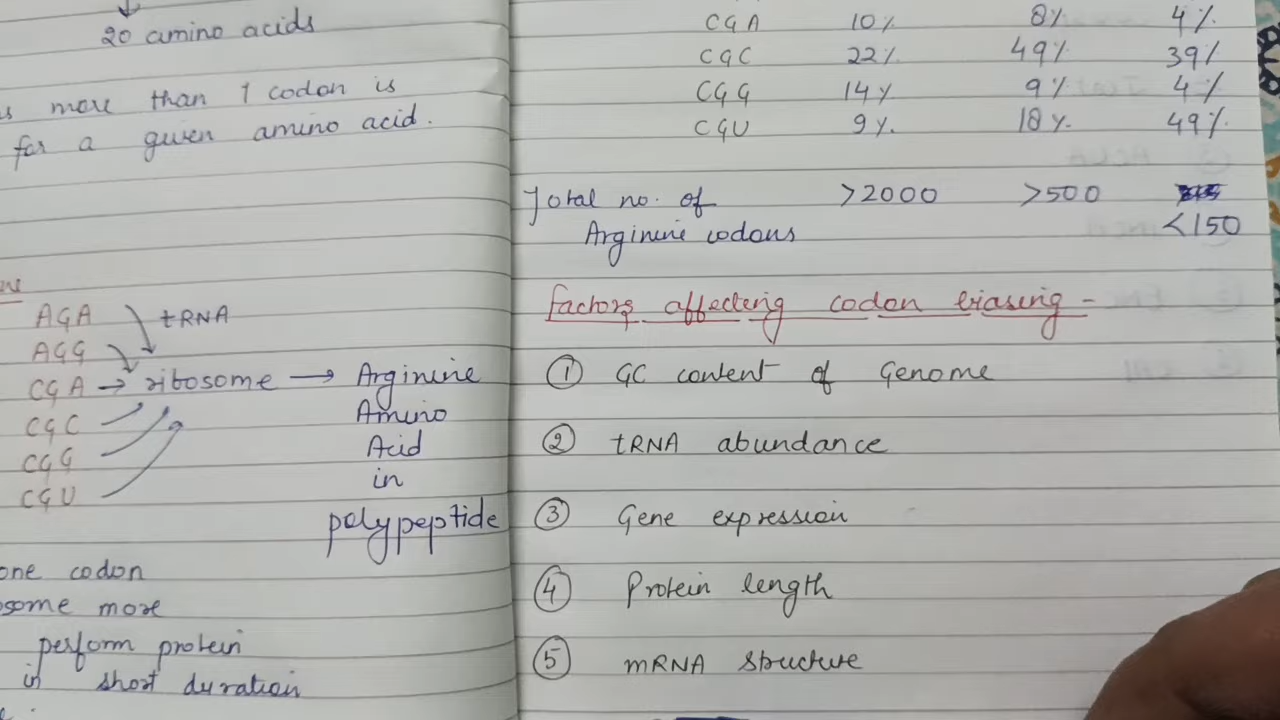 20 amino acids
more than 1 codon is
for a given amino acid.
AGA
tRNA
AGG
CGA → ribosome → Arginine
CGC
Amino
CGG
Acid
CGU
in
polypeptide
one codon
some more
perform protein
in short duration
CGA 10% 8% 4%
CGC 22% 49% 39%
CGG 14% 9% 4%
CGU 9%. 18%. 49%
Total no. of >2000 >500
Arginine codons <150
Factors affecting codon biasing -
① GC content of Genome
② tRNA abundance
③ Gene expression
④ Protein length
⑤ mRNA structure